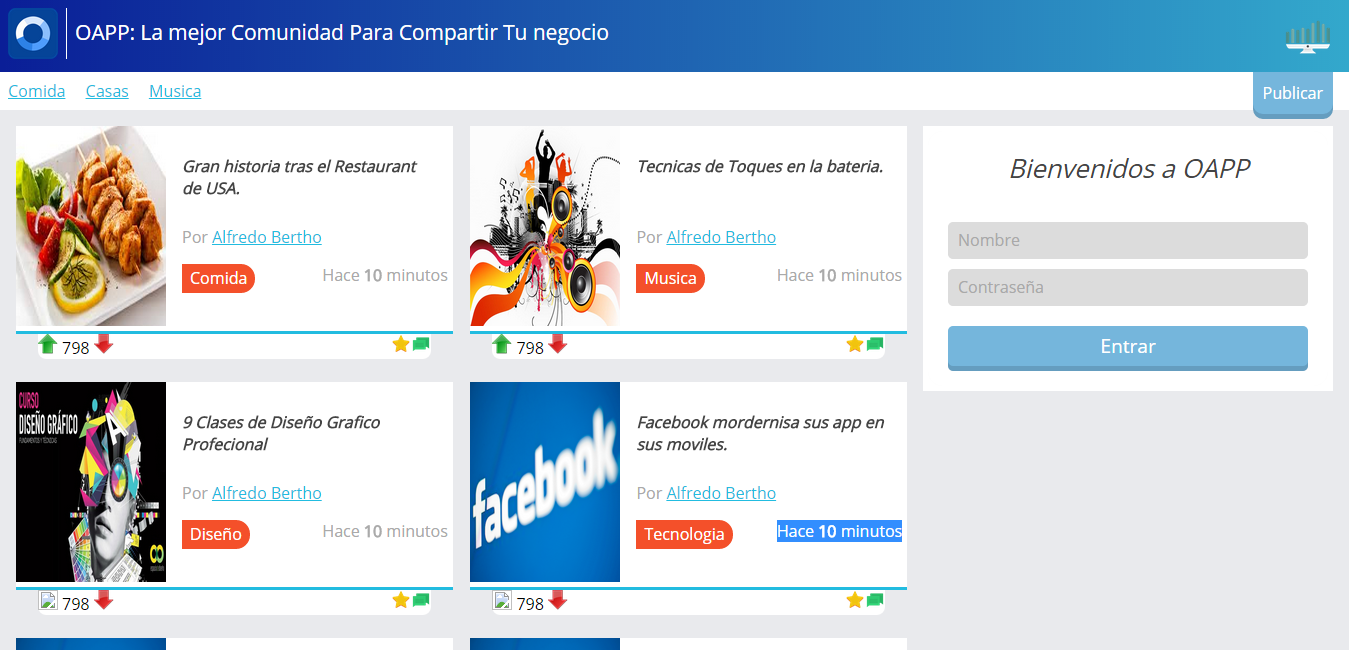 OAPP: La mejor Comunidad Para Compartir Tu negocio
Comida Casas Musica
Publicar
Gran historia tras el Restaurant
de USA.
Por Alfredo Bertho
Comida Hace 10 minutos
798
Tecnicas de Toques en la bateria.
Por Alfredo Bertho
Musica Hace 10 minutos
798
Bienvenidos a OAPP
Nombre
Contraseña
Entrar
CURSO
DISEÑO GRÁFICO
FUNDAMENTOS Y TÉCNICAS
A
9 Clases de Diseño Grafico
Profecional
Por Alfredo Bertho
Diseño Hace 10 minutos
798
facebook
Facebook mordernisa sus app en
sus moviles.
Por Alfredo Bertho
Tecnologia Hace 10 minutos
798